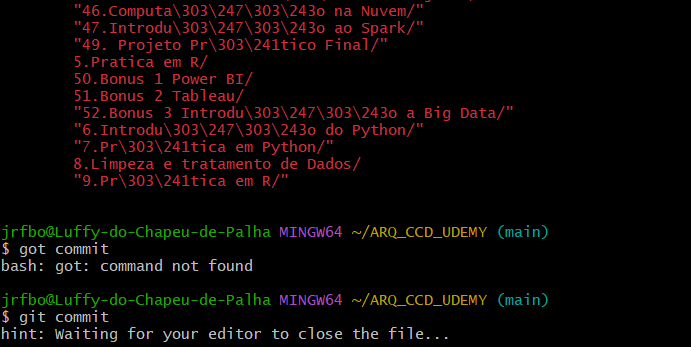 "46.Computa\303\247\303\243o na Nuvem/"
"47.Introdu\303\247\303\243o ao Spark/"
"49. Projeto Pr\303\241tico Final/"
5.Pratica em R/
50.Bonus 1 Power BI/
51.Bonus 2 Tableau/
"52.Bonus 3 Introdu\303\247\303\243o a Big Data/"
"6.Introdu\303\247\303\243o do Python/"
"7.Pr\303\241tica em Python/"
8.Limpeza e tratamento de Dados/
"9.Pr\303\241tica em R/"
jrfbo@Luffy-do-Chapeu-de-Palha MINGW64 ~/ARQ_CCD_UDEMY (main)
$ got commit
bash: got: command not found
jrfbo@Luffy-do-Chapeu-de-Palha MINGW64 ~/ARQ_CCD_UDEMY (main)
$ git commit
hint: Waiting for your editor to close the file...